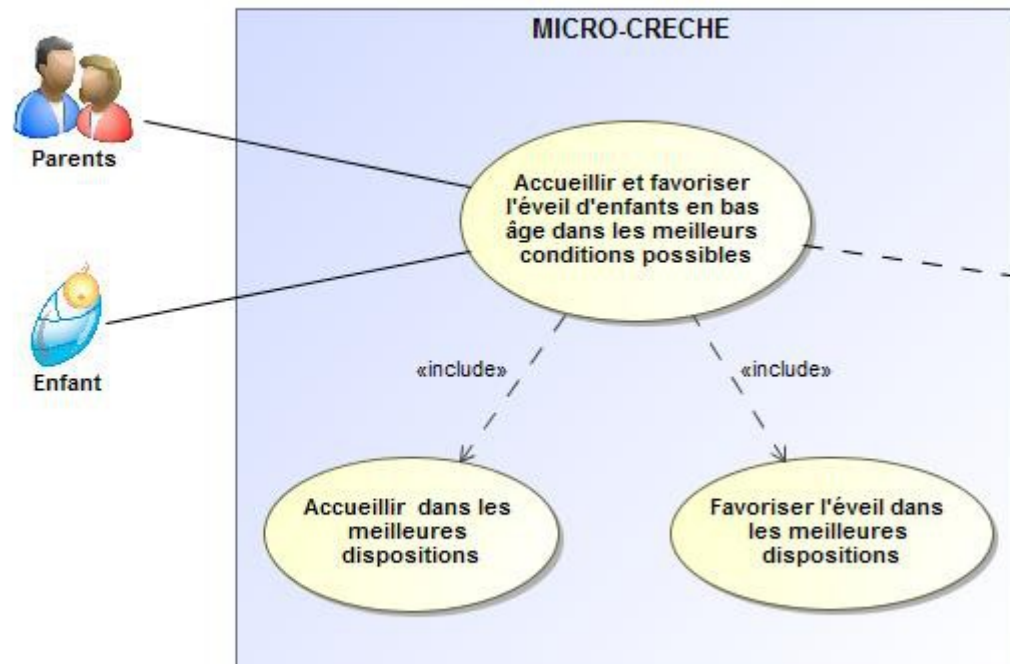 MICRO-CRECHE
Parents
Accueillir et favoriser
l'éveil d'enfants en bas
âge dans les meilleurs
conditions possibles
Enfant
«include»
«include»
Accueillir dans les
meilleures
dispositions
Favoriser l'éveil dans
les meilleures
dispositions